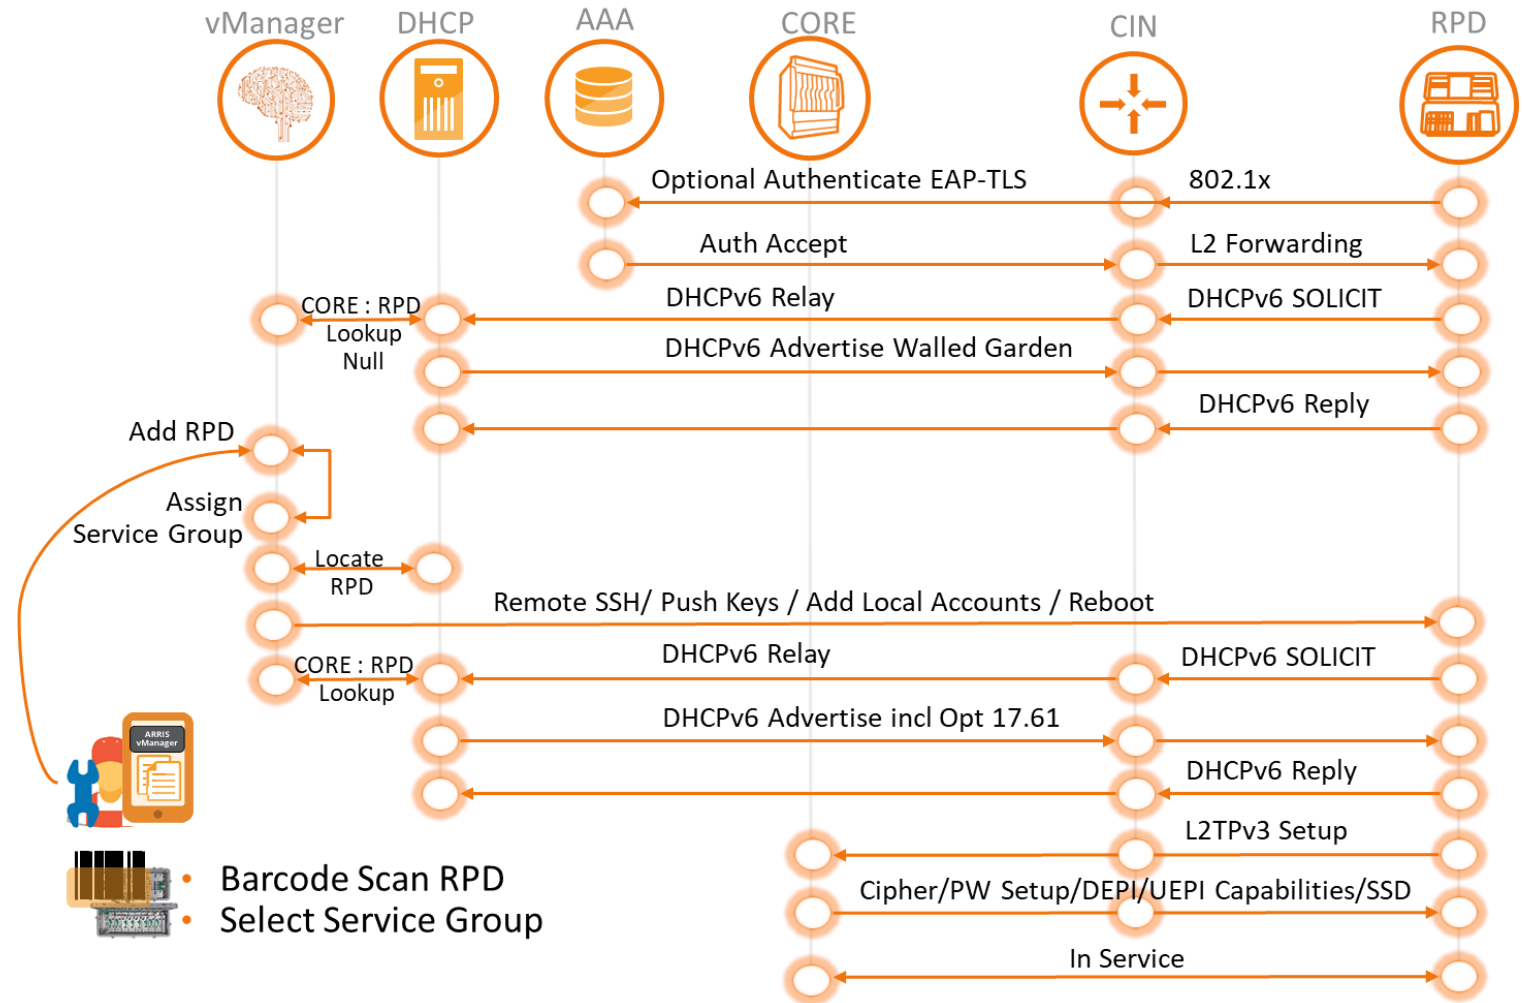 vManager
DHCP
AAA
CORE
CIN
RPD
Optional Authenticate EAP-TLS
802.1x
Auth Accept
L2 Forwarding
CORE : RPD
Lookup
Null
DHCPv6 Relay
DHCPv6 SOLICIT
DHCPv6 Advertise Walled Garden
DHCPv6 Reply
Add RPD
Assign
Service Group
Locate
RPD
Remote SSH/ Push Keys / Add Local Accounts / Reboot
CORE : RPD
Lookup
DHCPv6 Relay
DHCPv6 SOLICIT
DHCPv6 Advertise incl Opt 17.61
ARRIS
vManager
DHCPv6 Reply
L2TPv3 Setup
Cipher/PW Setup/DEPI/UEPI Capabilities/SSD
In Service
• Barcode Scan RPD
• Select Service Group